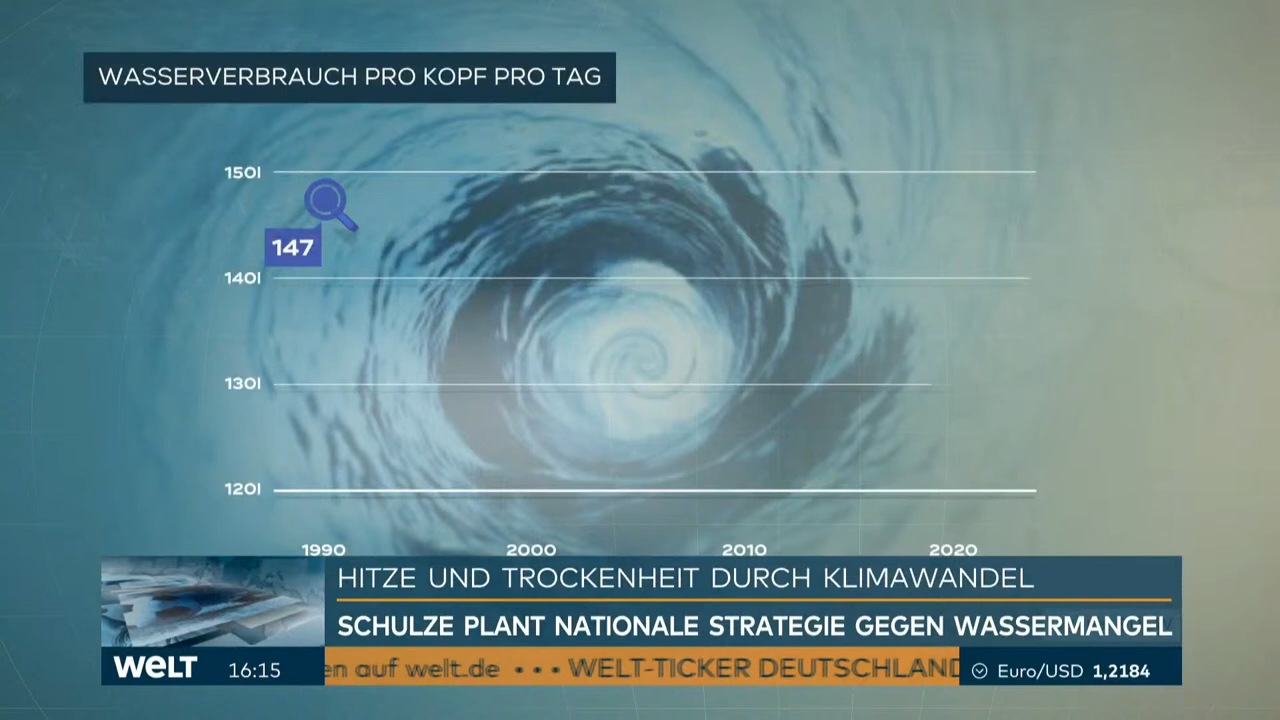 WASSERVERBRAUCH PRO KOPF PRO TAG
150l
147
140l
130l
120l
1990 2000 2010 2020
HITZE UND TROCKENHEIT DURCH KLIMAWANDEL
SCHULZE PLANT NATIONALE STRATEGIE GEGEN WASSERMANGEL
welt 16:15 en auf welt.de • • • WELT-TICKER DEUTSCHLAND Euro/USD 1,2184